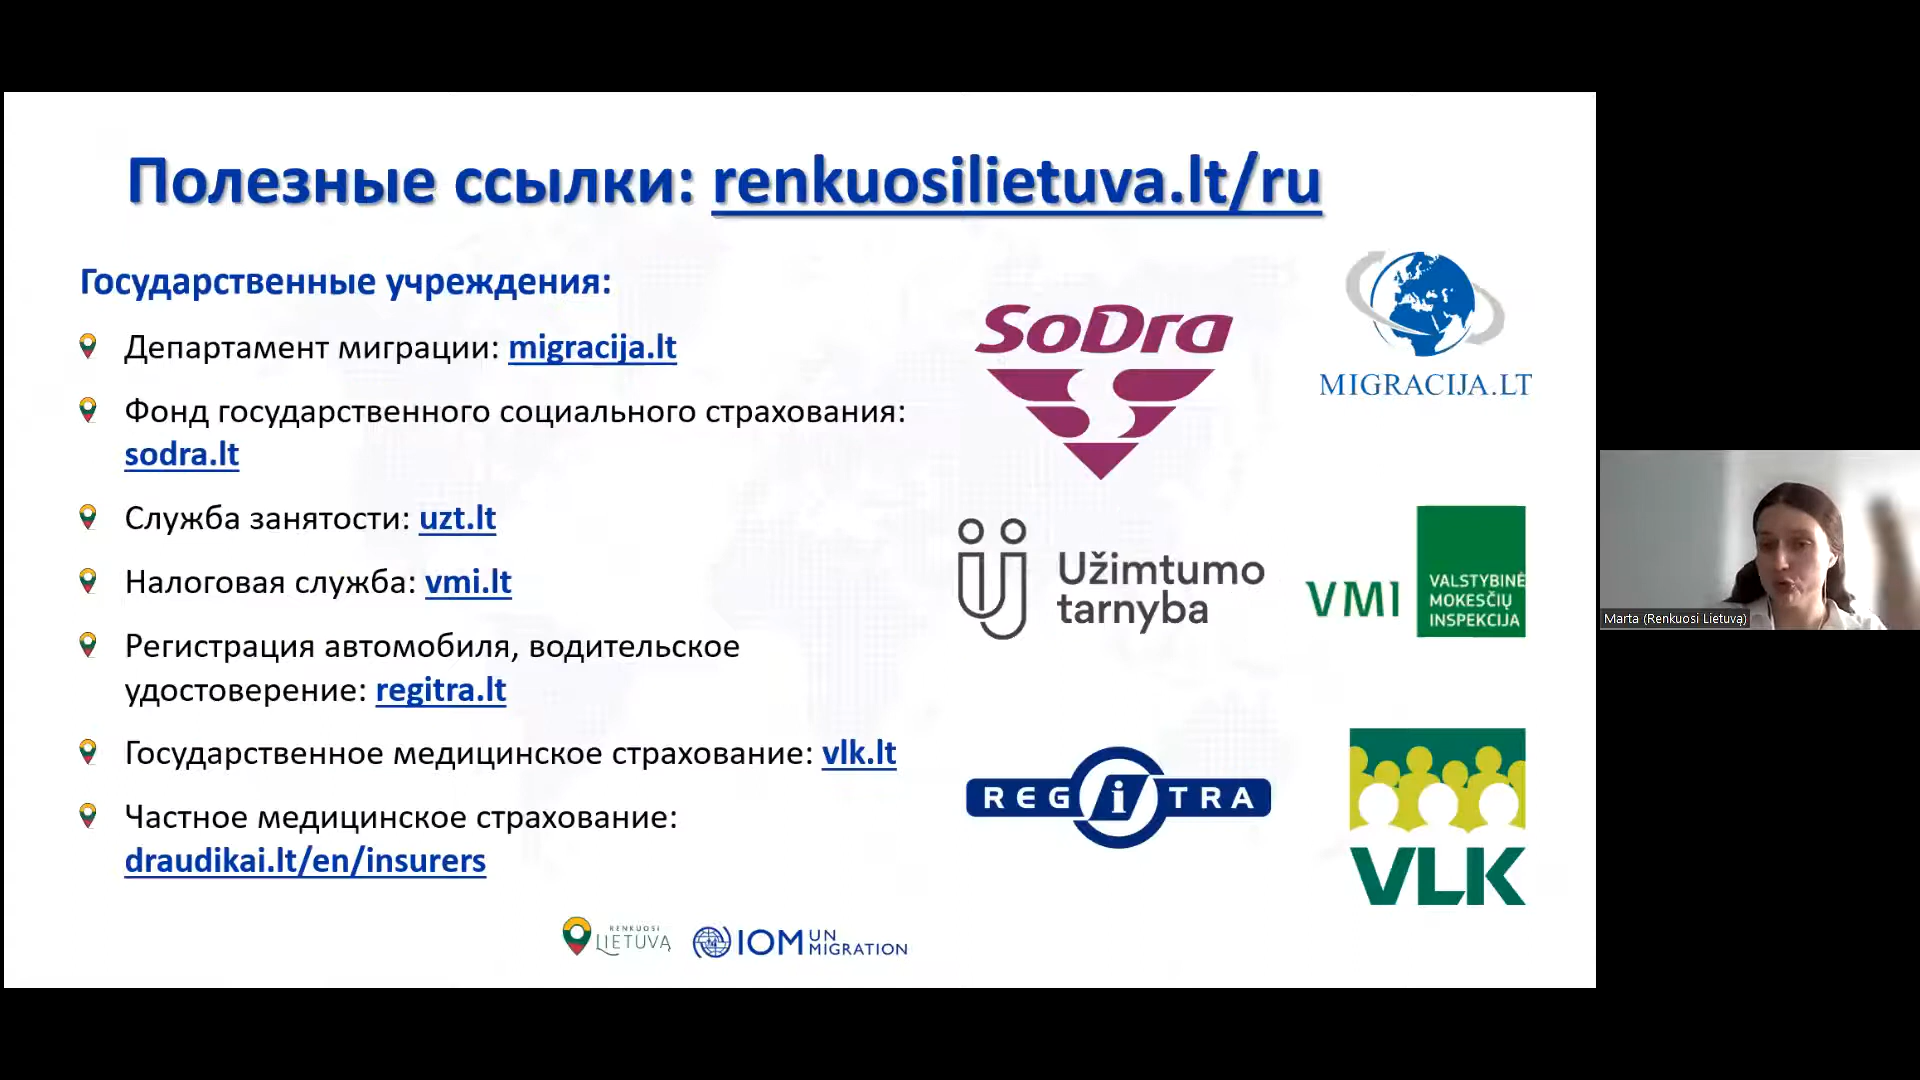 Полезные ссылки: renkuosilietuva.lt/ru
Государственные учреждения:
Департамент миграции: migracija.lt
Фонд государственного социального страхования:
sodra.lt
Служба занятости: uzt.lt
Налоговая служба: vmi.lt
Регистрация автомобиля, водительское
удостоверение: regitra.lt
Государственное медицинское страхование: vlk.lt
Частное медицинское страхование:
draudikai.lt/en/insurers
SoDra
MIGRACIJA.LT
Užimtumo
tarnyba
VMI
VALSTYBINĖ
MOKESČIŲ
INSPEKCIJA
REGiTRA
VLK
RENKUOSI
LIETUVĄ
IOM UN
MIGRATION
Marta (Renkuosi Lietuvą)